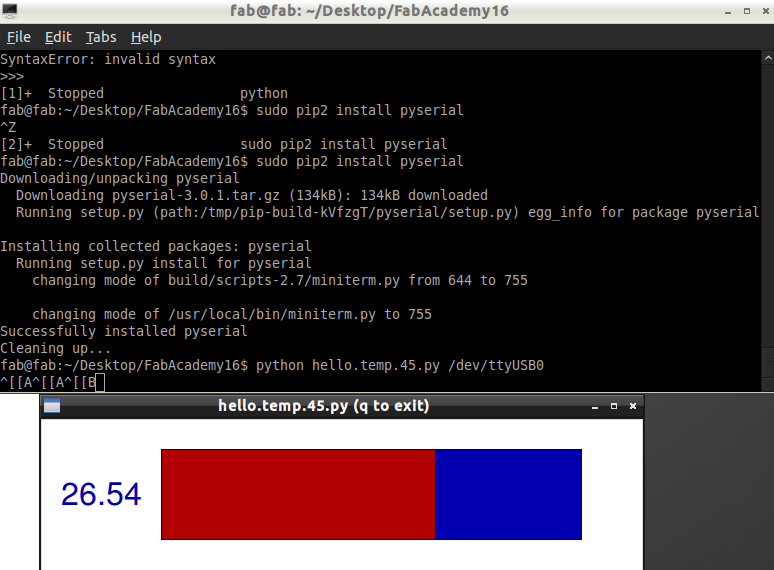 fab@fab: ~/Desktop/FabAcademy16
File Edit Tabs Help
SyntaxError: invalid syntax
>>>
[1]+  Stopped                 python
fab@fab:~/Desktop/FabAcademy16$ sudo pip2 install pyserial
^Z
[2]+  Stopped                 sudo pip2 install pyserial
fab@fab:~/Desktop/FabAcademy16$ sudo pip2 install pyserial
Downloading/unpacking pyserial
  Downloading pyserial-3.0.1.tar.gz (134kB): 134kB downloaded
  Running setup.py (path:/tmp/pip-build-kVfzgT/pyserial/setup.py) egg_info for package pyserial
Installing collected packages: pyserial
  Running setup.py install for pyserial
    changing mode of build/scripts-2.7/miniterm.py from 644 to 755
    changing mode of /usr/local/bin/miniterm.py to 755
Successfully installed pyserial
Cleaning up...
fab@fab:~/Desktop/FabAcademy16$ python hello.temp.45.py /dev/ttyUSB0
^[[A^[[A^[[B
hello.temp.45.py (q to exit)
26.54